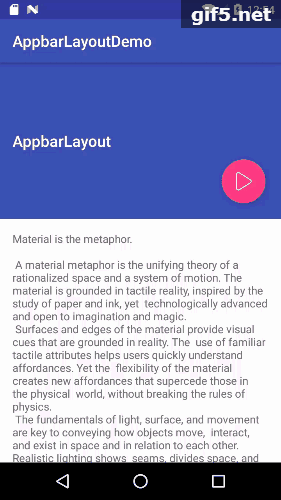 gif5.net
AppbarLayoutDemo
AppbarLayout
Material is the metaphor.
A material metaphor is the unifying theory of a
rationalized space and a system of motion. The
material is grounded in tactile reality, inspired by the
study of paper and ink, yet  technologically advanced
and open to imagination and magic.
Surfaces and edges of the material provide visual
cues that are grounded in reality. The  use of familiar
tactile attributes helps users quickly understand
affordances. Yet the  flexibility of the material
creates new affordances that supercede those in
the physical  world, without breaking the rules of
physics.
The fundamentals of light, surface, and movement
are key to conveying how objects move,  interact,
and exist in space and in relation to each other.
Realistic lighting shows  seams, divides space, and